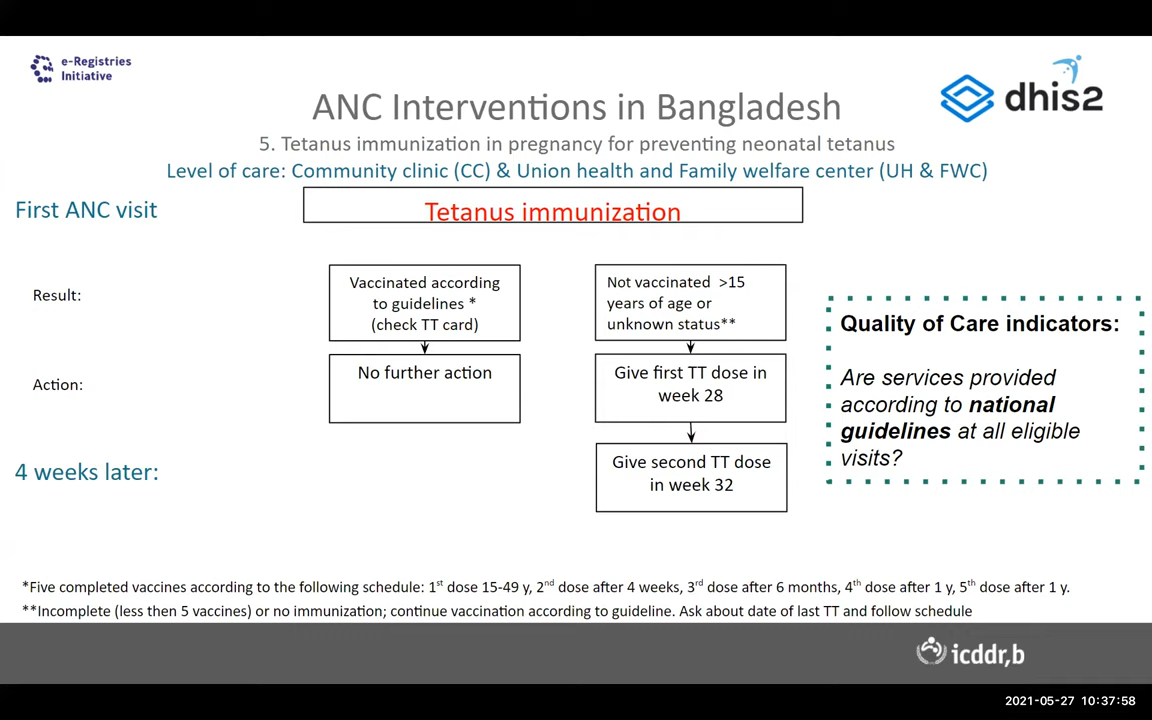 e-Registries
Initiative
dhis2
ANC Interventions in Bangladesh
5. Tetanus immunization in pregnancy for preventing neonatal tetanus
Level of care: Community clinic (CC) & Union health and Family welfare center (UH & FWC)
First ANC visit
Tetanus immunization
Result:
Vaccinated according
to guidelines *
(check TT card)
Not vaccinated >15
years of age or
unknown status**
Action:
No further action
Give first TT dose in
week 28
4 weeks later:
Give second TT dose
in week 32
Quality of Care indicators:
Are services provided
according to national
guidelines at all eligible
visits?
*Five completed vaccines according to the following schedule: 1st dose 15-49 y, 2nd dose after 4 weeks, 3rd dose after 6 months, 4th dose after 1 y, 5th dose after 1 y.
**Incomplete (less then 5 vaccines) or no immunization; continue vaccination according to guideline. Ask about date of last TT and follow schedule
icddr,b
2021-05-27 10:37:58